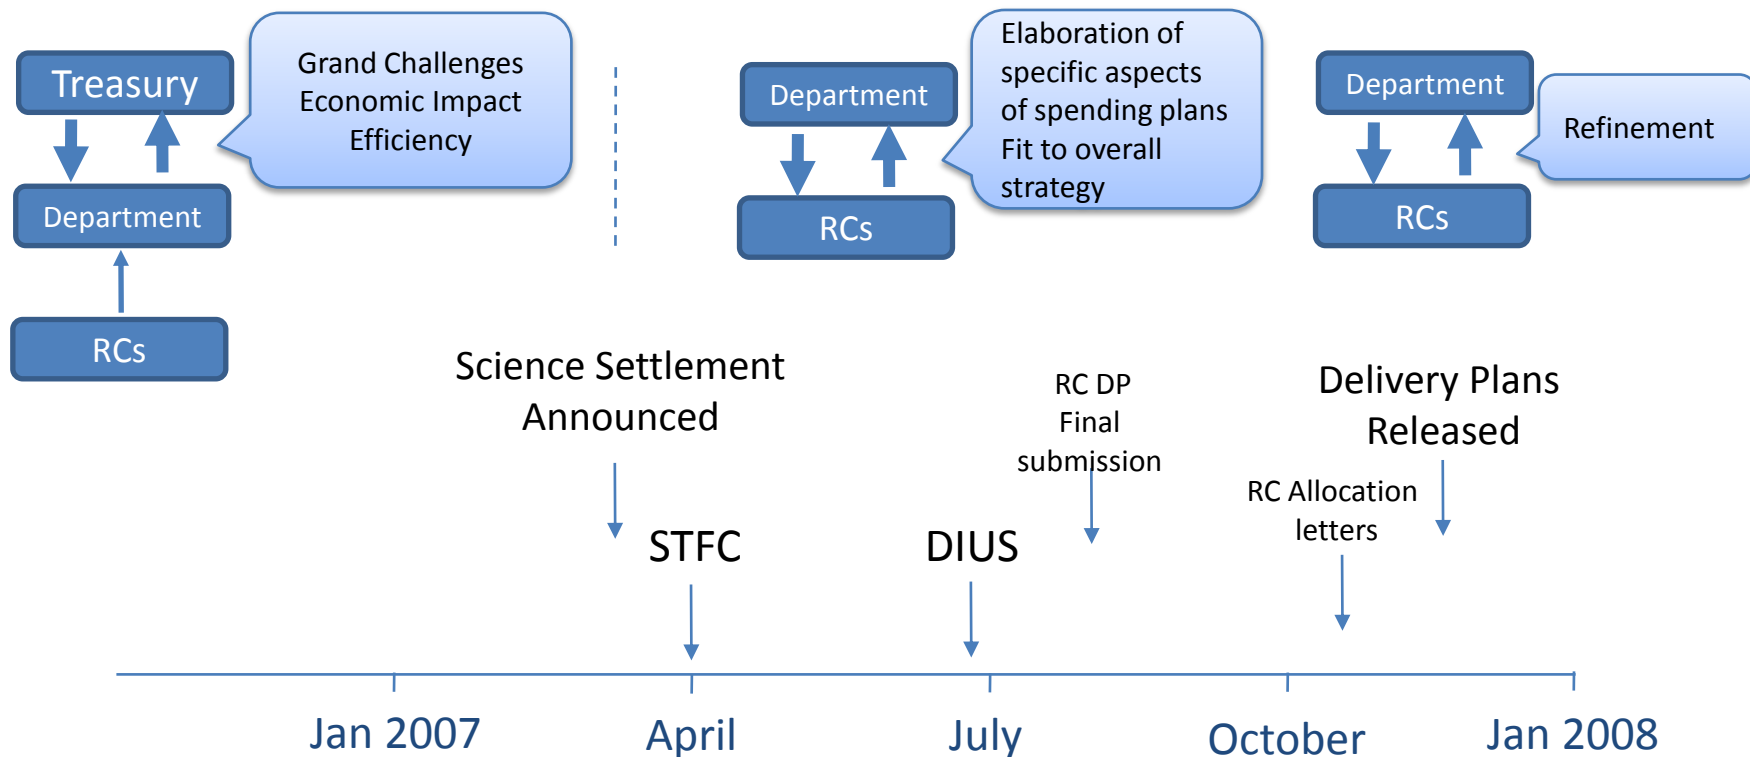 Treasury
Department
RCs
Grand Challenges
Economic Impact
Efficiency
Department
RCs
Elaboration of
specific aspects
of spending plans
Fit to overall
strategy
Department
RCs
Refinement
Science Settlement
Announced
STFC
DIUS
RC DP
Final
submission
RC Allocation
letters
Delivery Plans
Released
Jan 2007
April
July
October
Jan 2008